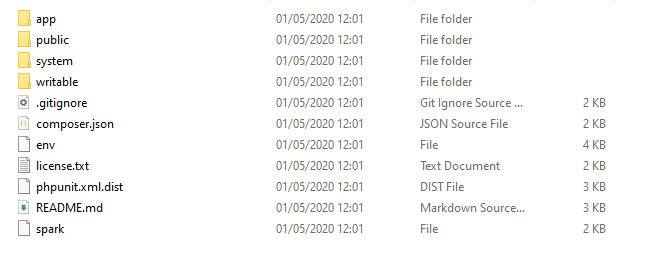 app 01/05/2020 12:01 File folder
public 01/05/2020 12:01 File folder
system 01/05/2020 12:01 File folder
writable 01/05/2020 12:01 File folder
.gitignore 01/05/2020 12:01 Git Ignore Source ... 2 KB
composer.json 01/05/2020 12:01 JSON Source File 2 KB
env 01/05/2020 12:01 File 4 KB
license.txt 01/05/2020 12:01 Text Document 2 KB
phpunit.xml.dist 01/05/2020 12:01 DIST File 3 KB
README.md 01/05/2020 12:01 Markdown Source... 3 KB
spark 01/05/2020 12:01 File 2 KB